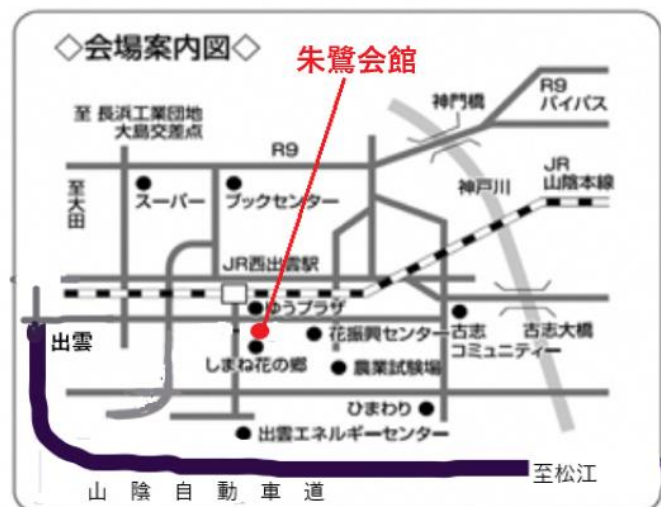 ◇会場案内図◇
朱鷺会館
R9
バイパス
神門橋
至 長浜工業団地
大島交差点
R9
JR
山陰本線
神戸川
至大田
スーパー
ブックセンター
JR西出雲駅
ゆうプラザ
出雲
花振興センター
古志
コミュニティー
古志大橋
しまね花の郷
農業試験場
ひまわり
出雲エネルギーセンター
至松江
山陰自動車道